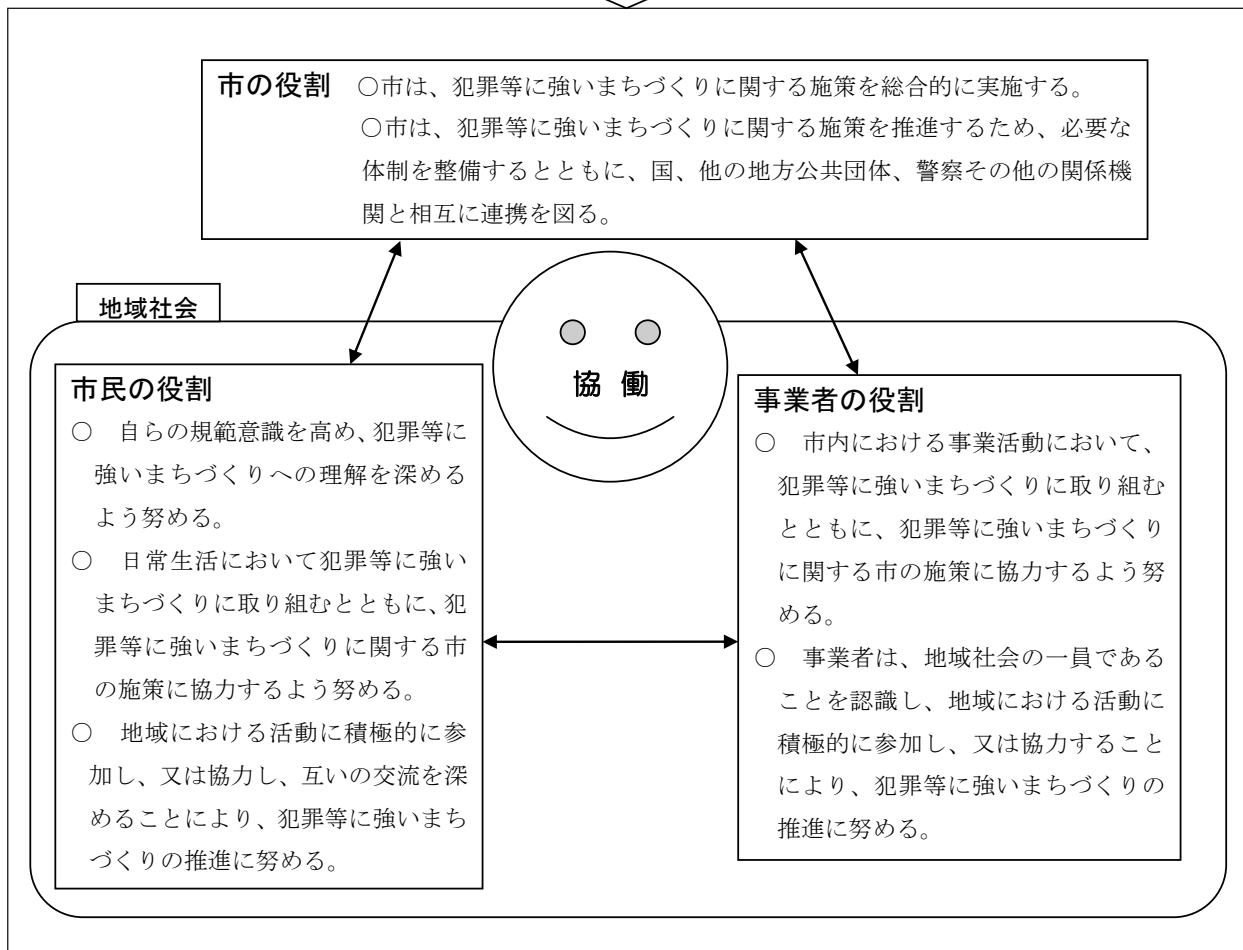 市の役割 ○市は、犯罪等に強いまちづくりに関する施策を総合的に実施する。
○市は、犯罪等に強いまちづくりに関する施策を推進するため、必要な
体制を整備するとともに、国、他の地方公共団体、警察その他の関係機
関と相互に連携を図る。
地域社会
協 働
市民の役割
○ 自らの規範意識を高め、犯罪等に
強いまちづくりへの理解を深める
よう努める。
○ 日常生活において犯罪等に強い
まちづくりに取り組むとともに、犯
罪等に強いまちづくりに関する市
の施策に協力するよう努める。
○ 地域における活動に積極的に参
加し、又は協力し、互いの交流を深
めることにより、犯罪等に強いまち
づくりの推進に努める。
事業者の役割
○ 市内における事業活動において、
犯罪等に強いまちづくりに取り組む
とともに、犯罪等に強いまちづくり
に関する市の施策に協力するよう努
める。
○ 事業者は、地域社会の一員である
ことを認識し、地域における活動に
積極的に参加し、又は協力すること
により、犯罪等に強いまちづくりの
推進に努める。